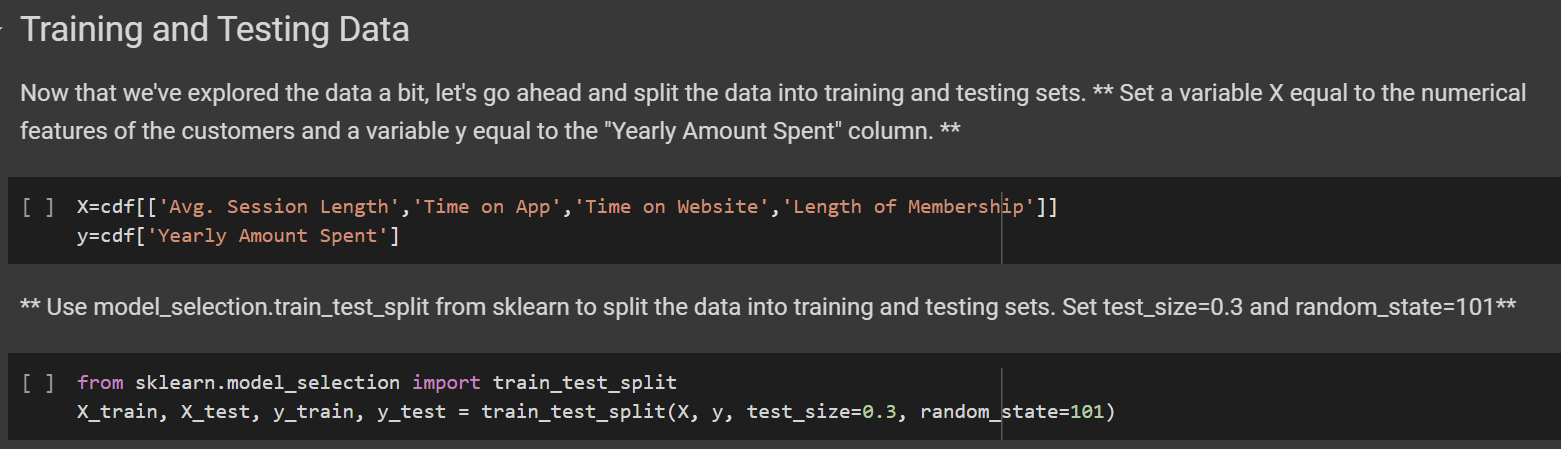 Training and Testing Data
Now that we've explored the data a bit, let's go ahead and split the data into training and testing sets. ** Set a variable X equal to the numerical
features of the customers and a variable y equal to the "Yearly Amount Spent" column. **
[ ] X=cdf[['Avg. Session Length','Time on App','Time on Website','Length of Membership']]
y=cdf['Yearly Amount Spent']
** Use model_selection.train_test_split from sklearn to split the data into training and testing sets. Set test_size=0.3 and random_state=101**
[ ] from sklearn.model_selection import train_test_split
X_train, X_test, y_train, y_test = train_test_split(X, y, test_size=0.3, random_state=101)